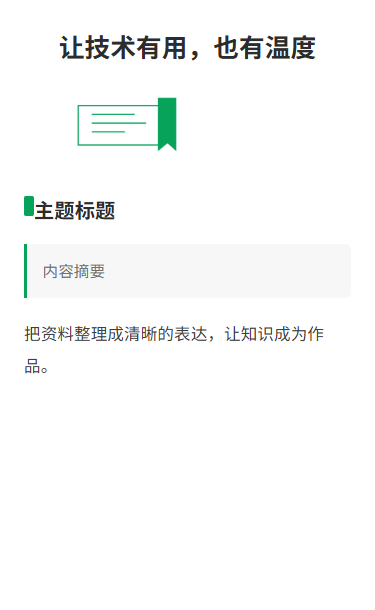 让技术有用，也有温度
主题标题
内容摘要
把资料整理成清晰的表达，让知识成为作
品。